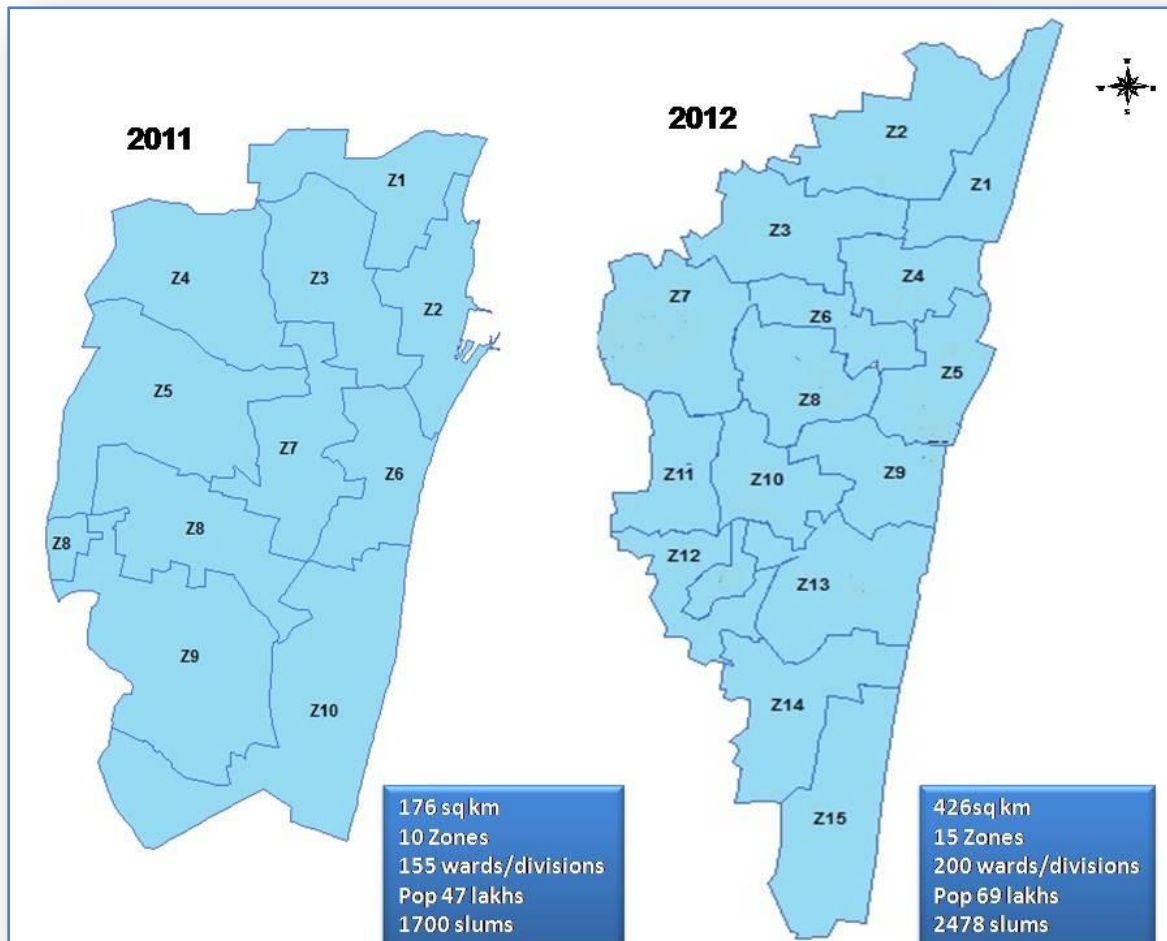 2011
Z1
Z4
Z3
Z2
Z5
Z7
Z6
Z8
Z8
Z9
Z10
176 sq km
10 Zones
155 wards/divisions
Pop 47 lakhs
1700 slums
2012
Z2
Z1
Z3
Z4
Z7
Z6
Z5
Z8
Z11
Z10
Z9
Z12
Z13
Z14
Z15
426sq km
15 Zones
200 wards/divisions
Pop 69 lakhs
2478 slums